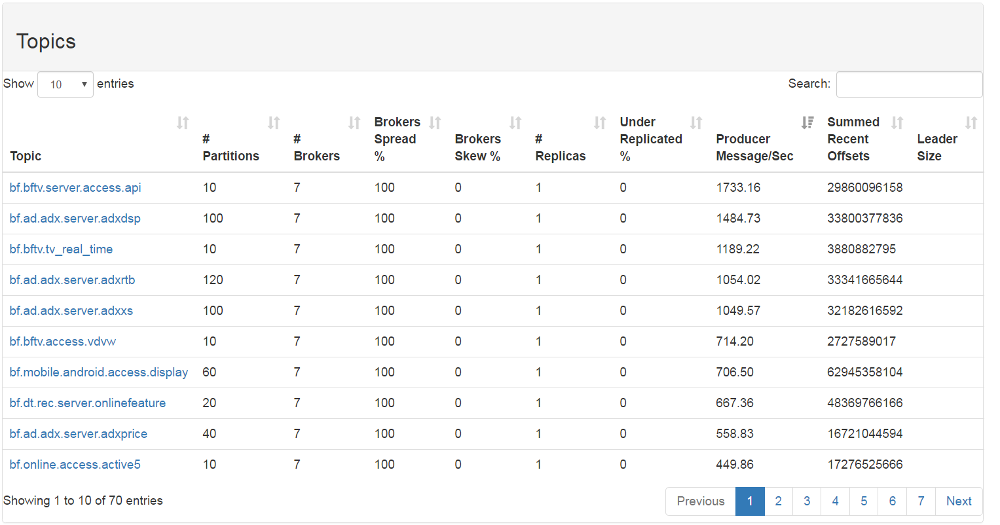 Topics
Show 10 entries Search:
Topic # Partitions # Brokers Brokers Spread % Brokers Skew % # Replicas Under Replicated % Producer Message/Sec Summed Recent Offsets Leader Size
bf.bftv.server.access.api 10 7 100 0 1 0 1733.16 29860096158
bf.ad.adx.server.adxdsp 100 7 100 0 1 0 1484.73 33800377836
bf.bftv.tv_real_time 10 7 100 0 1 0 1189.22 3880882795
bf.ad.adx.server.adxrtb 120 7 100 0 1 0 1054.02 33341665644
bf.ad.adx.server.adxxs 100 7 100 0 1 0 1049.57 32182616592
bf.bftv.access.vdvw 10 7 100 0 1 0 714.20 2727589017
bf.mobile.android.access.display 60 7 100 0 1 0 706.50 62945358104
bf.dt.rec.server.onlinefeature 20 7 100 0 1 0 667.36 48369766166
bf.ad.adx.server.adxprice 40 7 100 0 1 0 558.83 16721044594
bf.online.access.active5 10 7 100 0 1 0 449.86 17276525666
Showing 1 to 10 of 70 entries Previous 1 2 3 4 5 6 7 Next